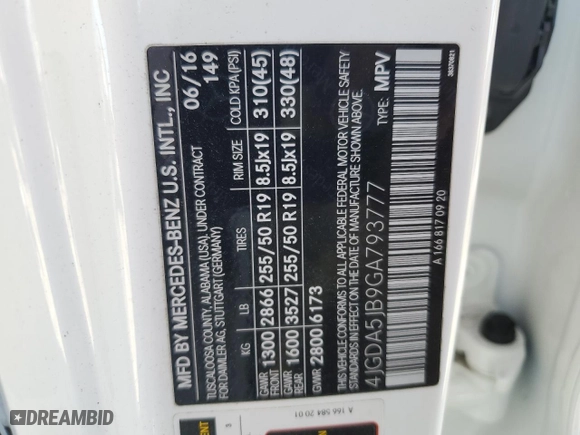 MFD BY MERCEDES-BENZ U.S. INTL., INC
TUSCALOOSA COUNTY, ALABAMA (USA), UNDER CONTRACT 06/16
FOR DAIMLER AG, STUTTGART (GERMANY) 149
KG LB TIRES RIM SIZE COLD KPA(PSI)
GAWR FRONT 1300 2866 255/50 R19 8.5Jx19 310(45)
GAWR REAR 1600 3527 255/50 R19 8.5Jx19 330(48)
GVWR 2800 6173
THIS VEHICLE CONFORMS TO ALL APPLICABLE FEDERAL MOTOR VEHICLE SAFETY
STANDARDS IN EFFECT ON THE DATE OF MANUFACTURE SHOWN ABOVE.
4JGDA5JB9GA793777 TYPE: MPV
A 166 817 09 20
20370821
A 166 584 20 01
DREAMBID